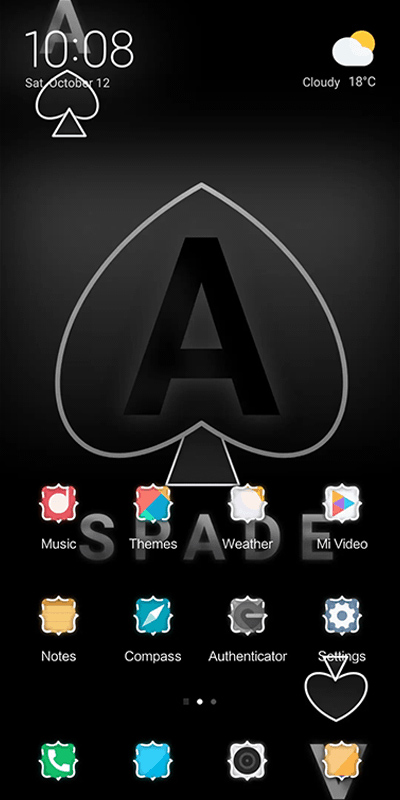 A
10:08
Sat, October 12
Cloudy 18°C
A
SPADE
Music Themes Weather Mi Video
Notes Compass Authenticator Settings
A